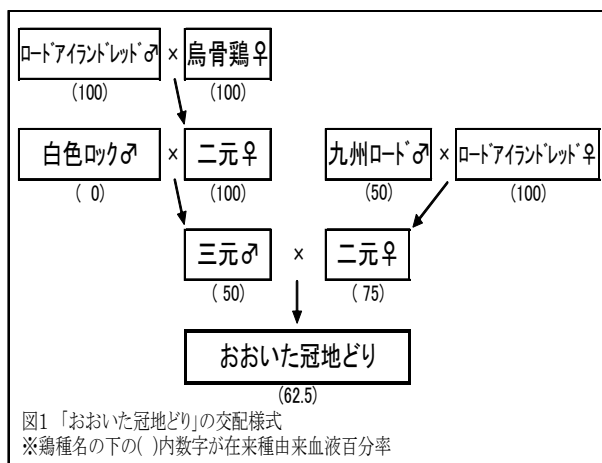 ﾛｰﾄﾞｱｲﾗﾝﾄﾞﾚｯﾄﾞ♂ × 烏骨鶏♀
(100) (100)
白色ﾛｯｸ♂ × 二元♀ 九州ﾛｰﾄﾞ♂ × ﾛｰﾄﾞｱｲﾗﾝﾄﾞﾚｯﾄﾞ♀
( 0) (100) (50) (100)
三元♂ × 二元♀
( 50) ( 75)
おおいた冠地どり
(62.5)
図1 「おおいた冠地どり」の交配様式
※鶏種名の下の( )内数字が在来種由来血液百分率